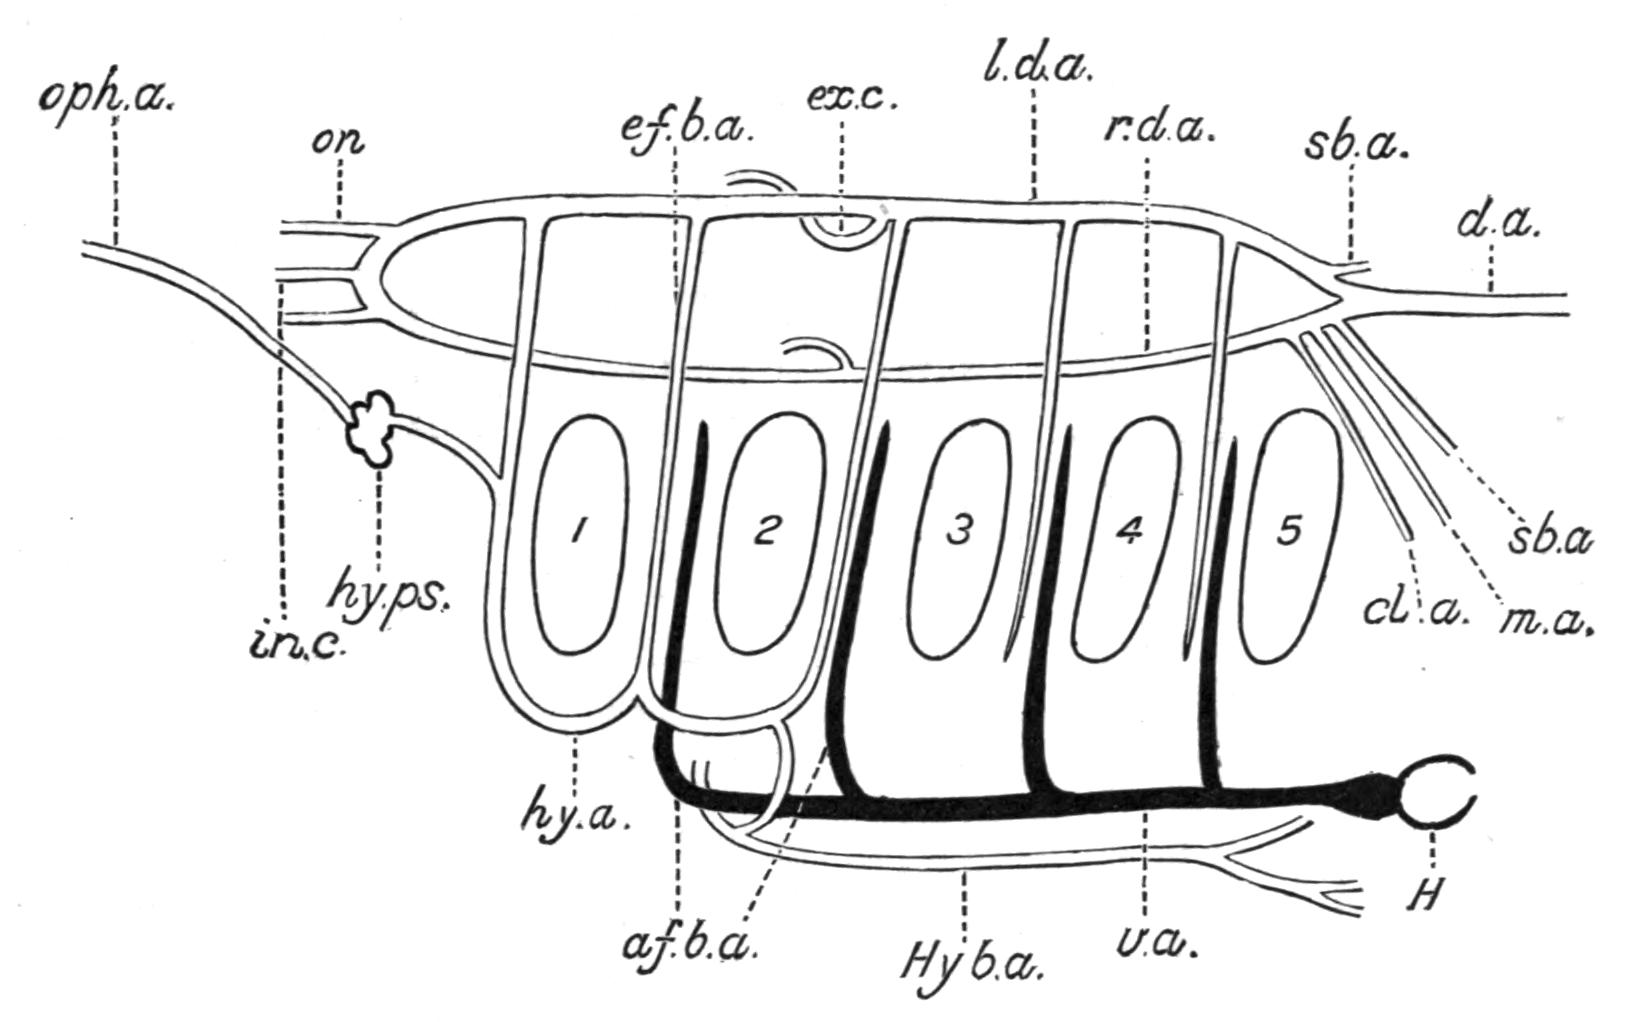 l.d.a.
oph.a.
ex.c.
ef.b.a.
r.d.a.
on
sb.a.
d.a.
1
2
3
4
5
sb.a
hy.ps.
cl.a.
m.a.
in.c.
hy.a.
H
af.b.a.
v.a.
Hy b.a.